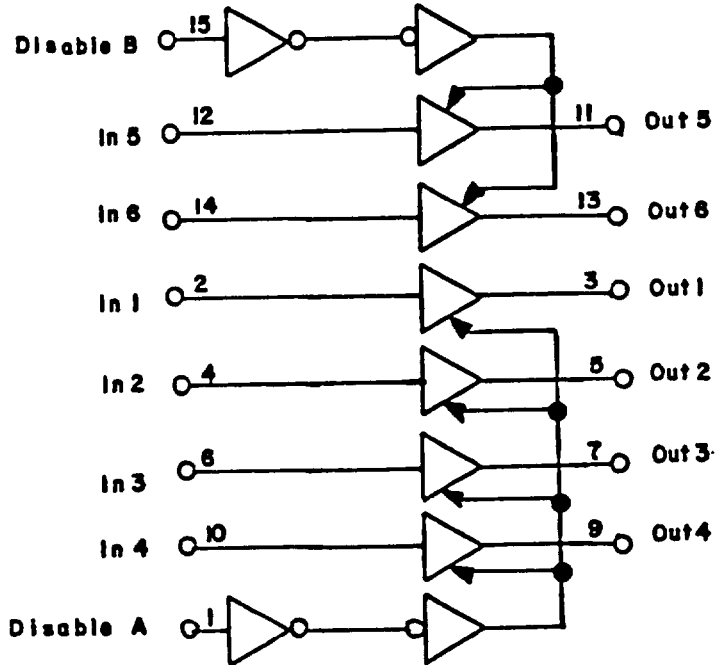 Disable B 15
In 5 12 11 Out 5
In 6 14 13 Out 6
In 1 2 3 Out 1
In 2 4 5 Out 2
In 3 6 7 Out 3
In 4 10 9 Out 4
Disable A 1